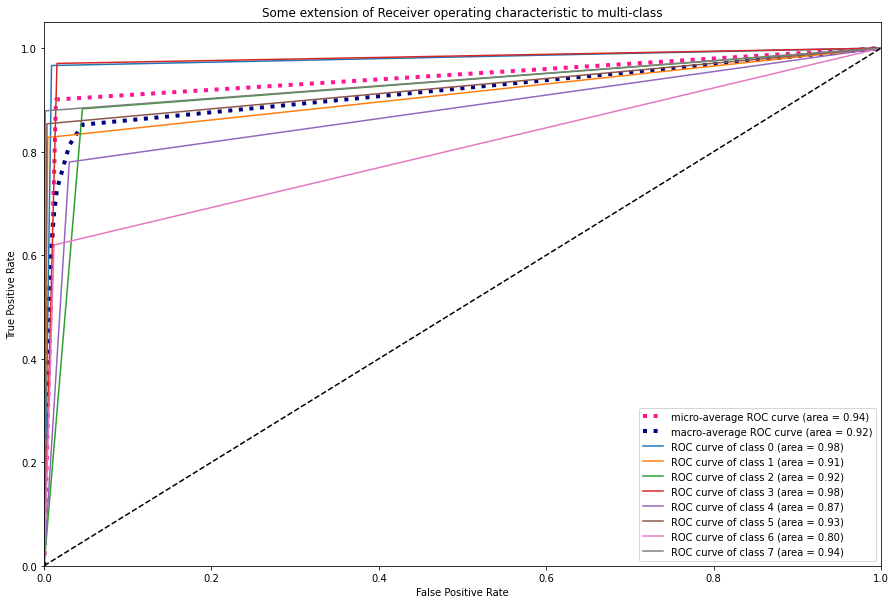 Some extension of Receiver operating characteristic to multi-class
True Positive Rate
1.0
0.8
0.6
0.4
0.2
0.0
0.0 0.2 0.4 0.6 0.8 1.0
False Positive Rate
micro-average ROC curve (area = 0.94)
macro-average ROC curve (area = 0.92)
ROC curve of class 0 (area = 0.98)
ROC curve of class 1 (area = 0.91)
ROC curve of class 2 (area = 0.92)
ROC curve of class 3 (area = 0.98)
ROC curve of class 4 (area = 0.87)
ROC curve of class 5 (area = 0.93)
ROC curve of class 6 (area = 0.80)
ROC curve of class 7 (area = 0.94)